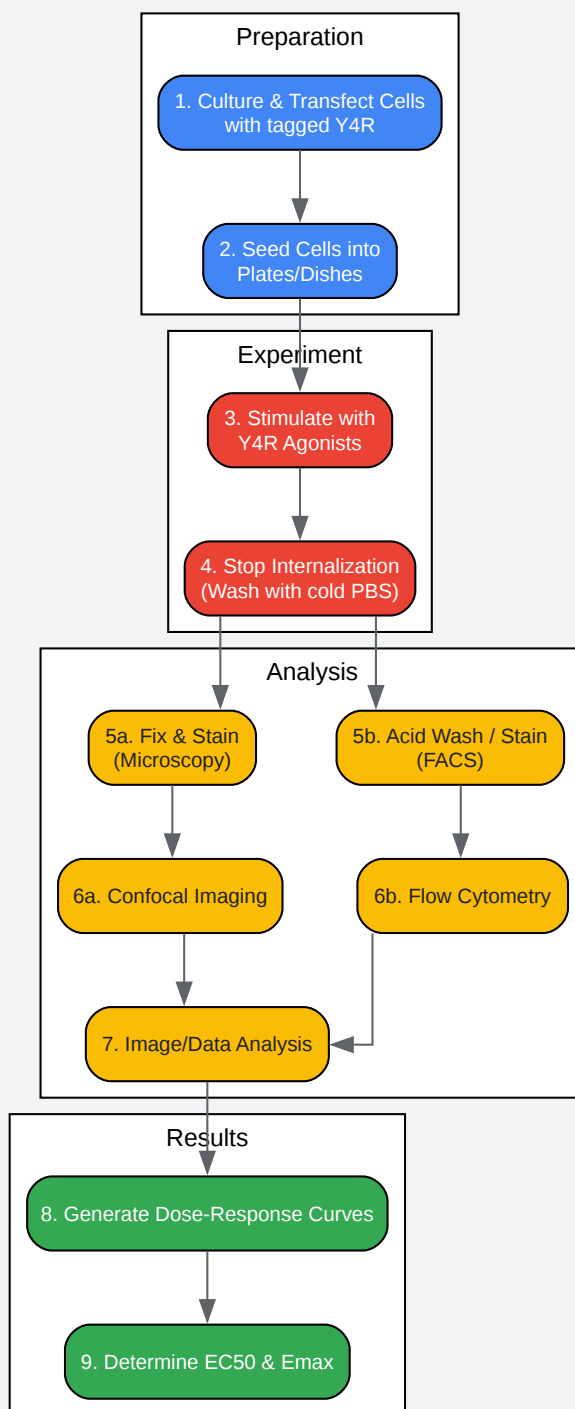 Preparation
1. Culture & Transfect Cells
with tagged Y4R
2. Seed Cells into
Plates/Dishes
Experiment
3. Stimulate with
Y4R Agonists
4. Stop Internalization
(Wash with cold PBS)
Analysis
5a. Fix & Stain
(Microscopy)
5b. Acid Wash / Stain
(FACS)
6a. Confocal Imaging
6b. Flow Cytometry
7. Image/Data Analysis
Results
8. Generate Dose-Response Curves
9. Determine EC50 & Emax